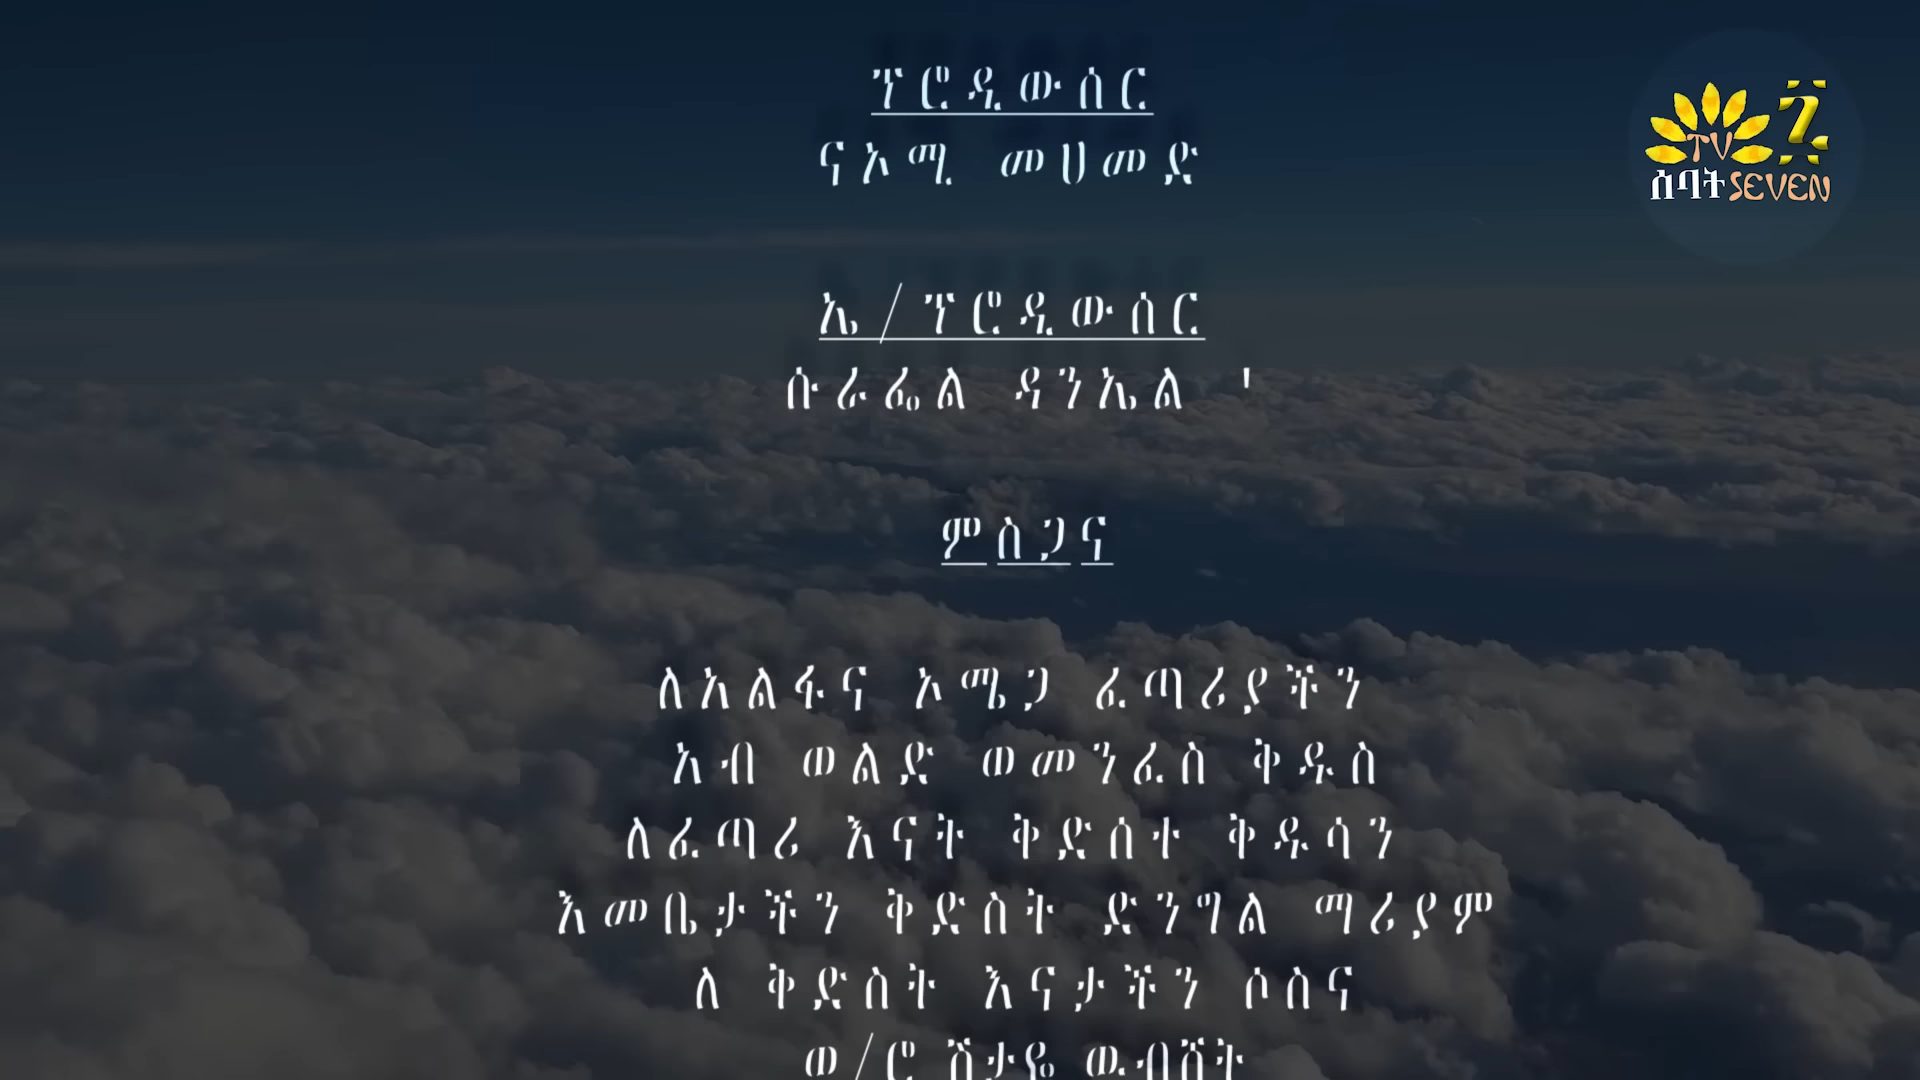 ፕሮዲውሰር
ናኦሚ መሀመድ
ኤ/ፕሮዲውሰር
ሱራፌል ዳንኤል '
ምስጋና
ለአልፋና ኦሜጋ ፈጣሪያችን
አብ ወልድ ወመንፈስ ቅዱስ
ለፈጣሪ እናት ቅድሰተ ቅዱሳን
እመቤታችን ቅድስት ድንግል ማሪያም
ለ ቅድስት እናታችን ሶስና
ወ/ሮ ሽታዬ ዉብሸት
TV ፯
ሰባት SEVEN